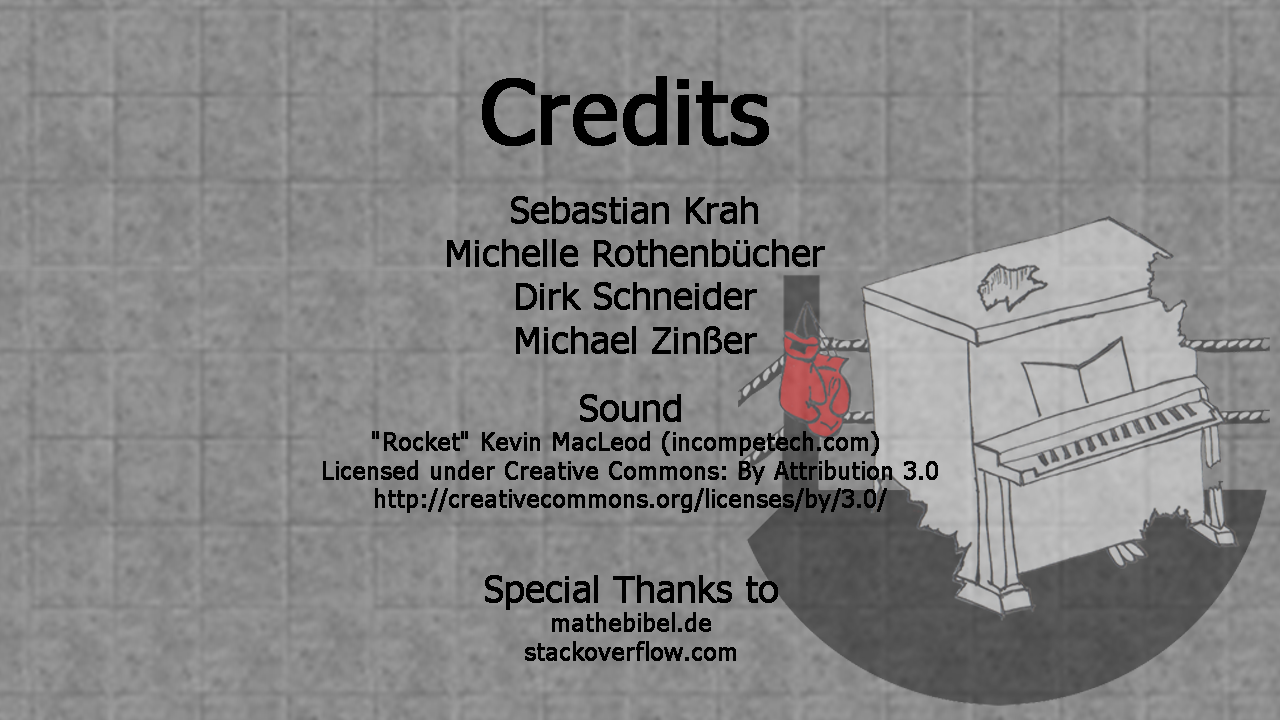 Credits
Sebastian Krah
Michelle Rothenbücher
Dirk Schneider
Michael Zinßer
Sound
"Rocket" Kevin MacLeod (incompetech.com)
Licensed under Creative Commons: By Attribution 3.0
http://creativecommons.org/licenses/by/3.0/
Special Thanks to
mathebibel.de
stackoverflow.com